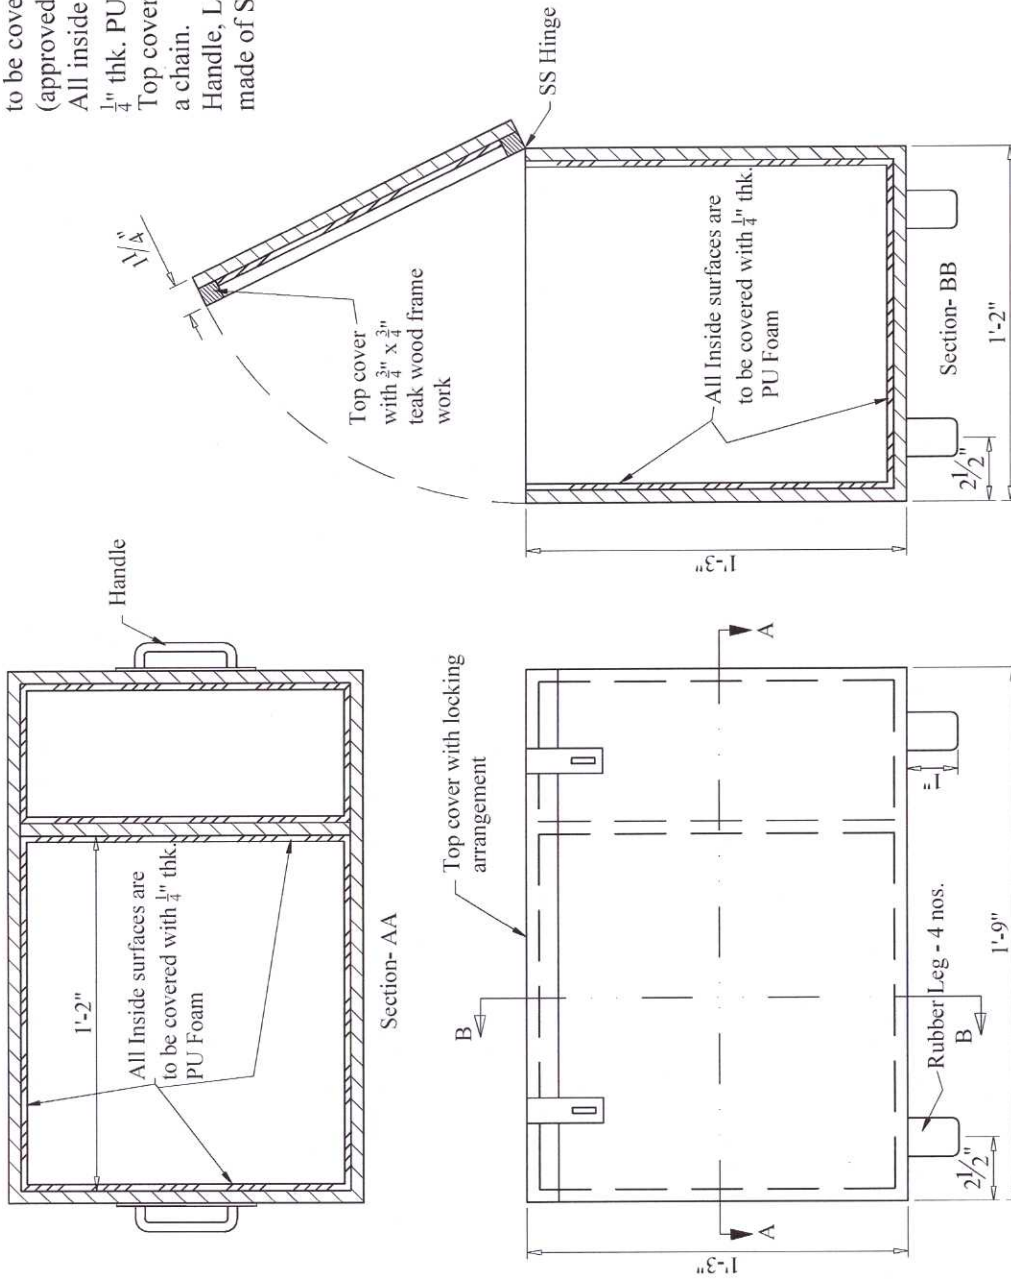 Handle
1'-2"
All Inside surfaces are
to be covered with 1/4" thk.
PU Foam
Section- AA
to be cove
(approved
All inside
1/4" thk. PU
Top cover
a chain.
Handle, L
made of S
1 1/4"
Top cover
with 3/4" x 3/4"
teak wood frame
work
SS Hinge
Top cover with locking
arrangement
B
A
A
1'-3"
1"
2 1/2"
Rubber Leg - 4 nos.
B
1'-9"
1'-3"
All Inside surfaces are
to be covered with 1/4" thk.
PU Foam
2 1/2"
Section- BB
1'-2"